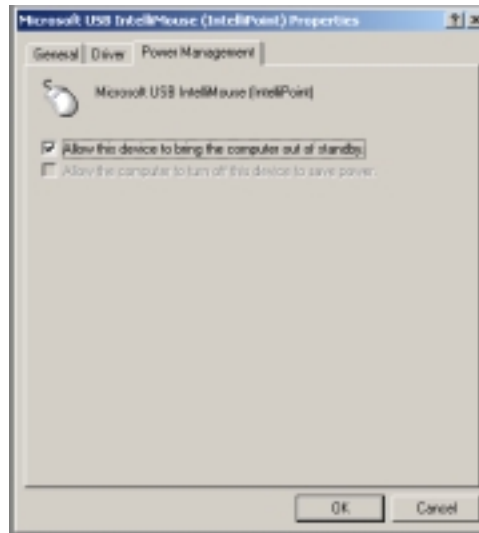 Microsoft USB IntelliMouse (IntelliPoint) Properties ? ×
General Driver Power Management
Microsoft USB IntelliMouse (IntelliPoint)
Allow this device to bring the computer out of standby.
Allow the computer to turn off this device to save power.
OK Cancel